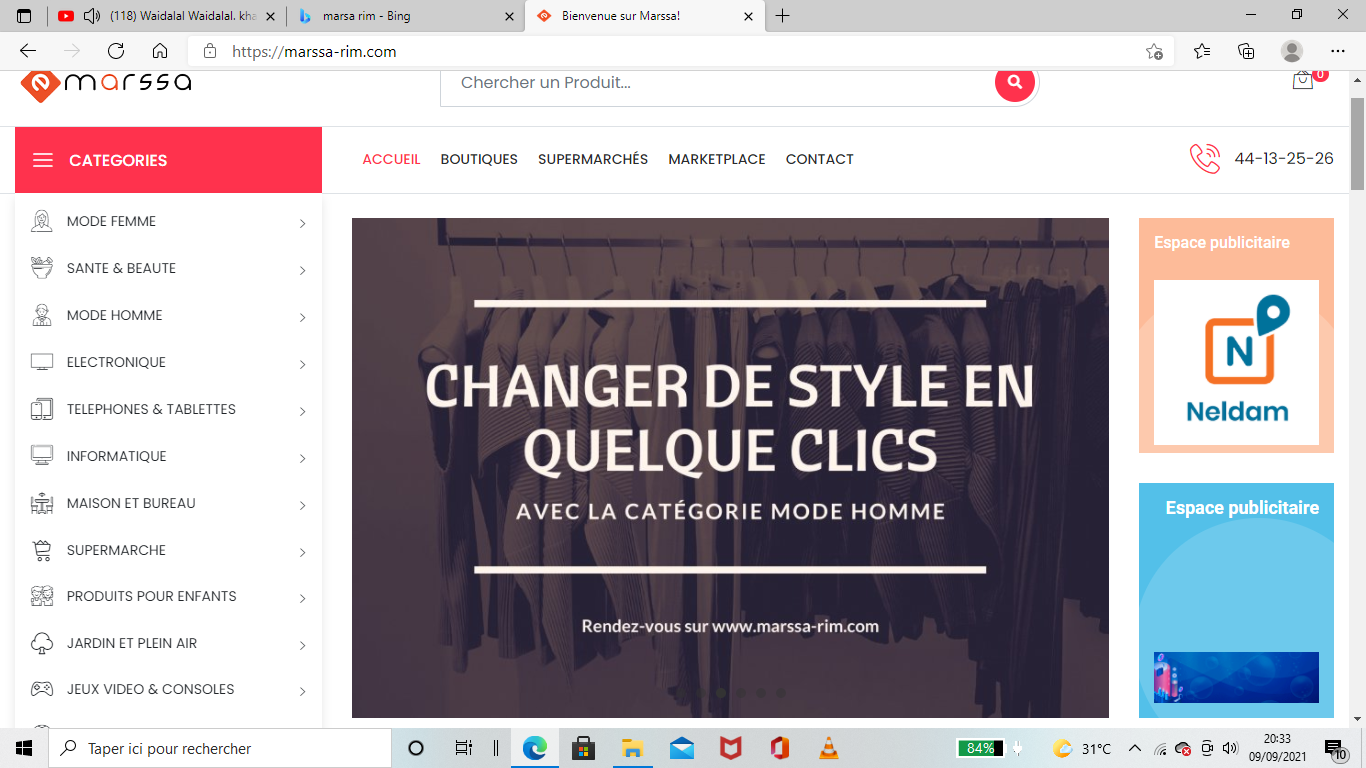 (118) Waidalal Waidalal. kha
marsa rim - Bing
Bienvenue sur Marssa!
https://marssa-rim.com
marssa
Chercher un Produit...
0
CATEGORIES
ACCUEIL
BOUTIQUES
SUPERMARCHÉS
MARKETPLACE
CONTACT
44-13-25-26
MODE FEMME
SANTE & BEAUTE
MODE HOMME
ELECTRONIQUE
TELEPHONES & TABLETTES
INFORMATIQUE
MAISON ET BUREAU
SUPERMARCHE
PRODUITS POUR ENFANTS
JARDIN ET PLEIN AIR
JEUX VIDEO & CONSOLES
CHANGER DE STYLE EN
QUELQUE CLICS
AVEC LA CATÉGORIE MODE HOMME
Rendez-vous sur www.marssa-rim.com
Espace publicitaire
N
Neldam
Espace publicitaire
Taper ici pour rechercher
84%
31°C
20:33
09/09/2021
10